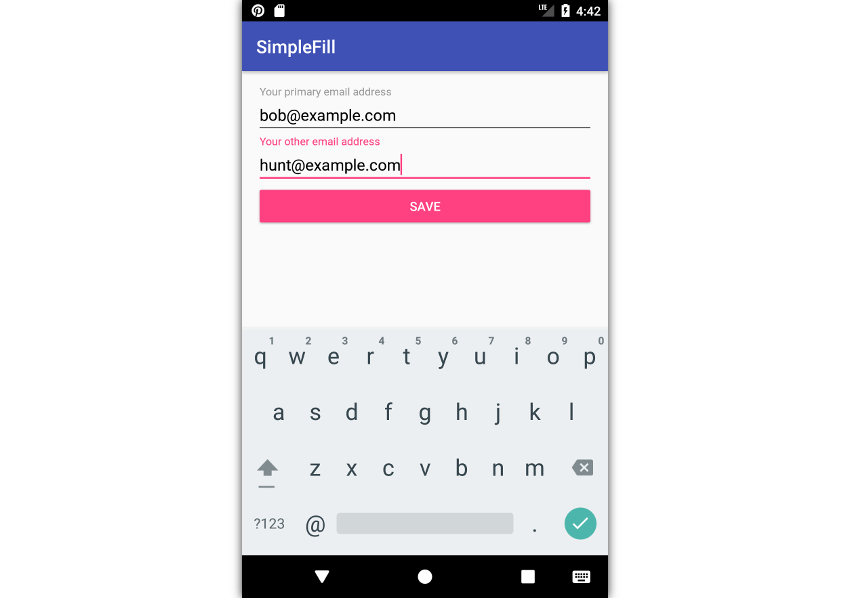 LTE 4:42
SimpleFill
Your primary email address
bob@example.com
Your other email address
hunt@example.com
SAVE
1 2 3 4 5 6 7 8 9 0
q w e r t y u i o p
a s d f g h j k l
z x c v b n m
?123 @ .